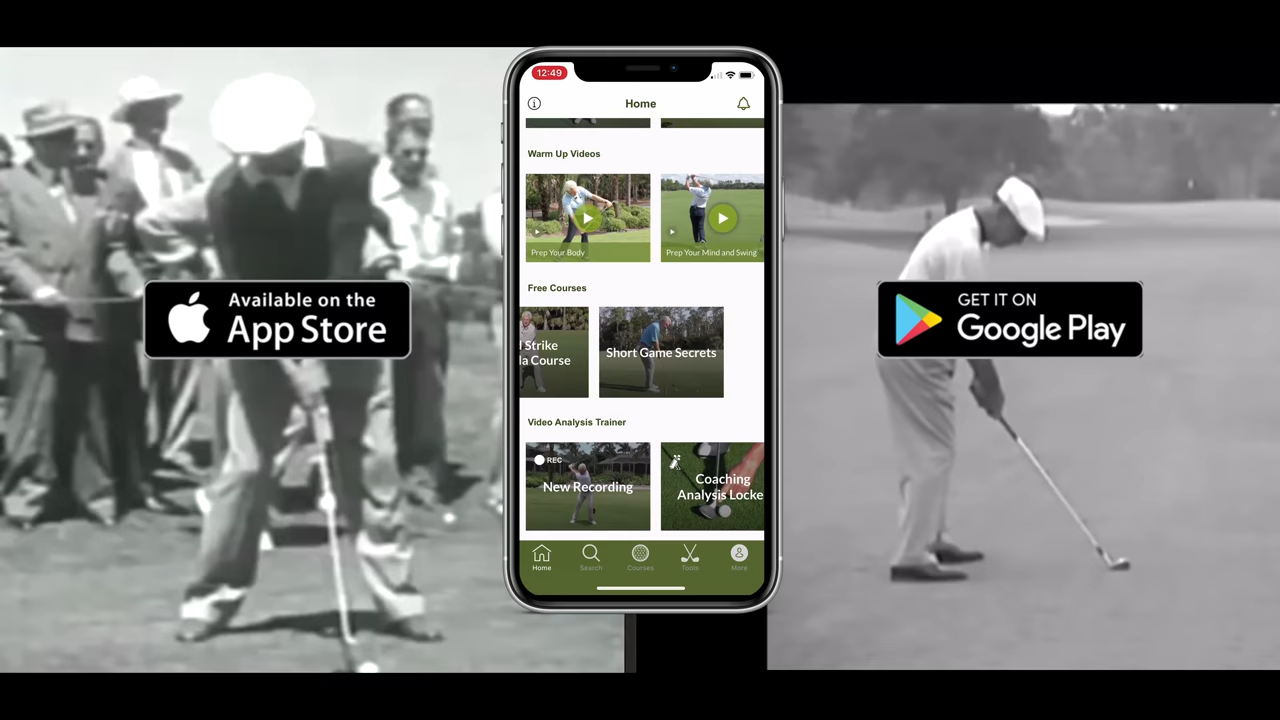 12:49
Home
Warm Up Videos
Prep Your Body
Prep Your Mind and Swing
Free Courses
Strike
Course
Short Game Secrets
Video Analysis Trainer
REC
New Recording
Coaching
Analysis Locke
Home
Search
Courses
Tools
More
Available on the
App Store
GET IT ON
Google Play